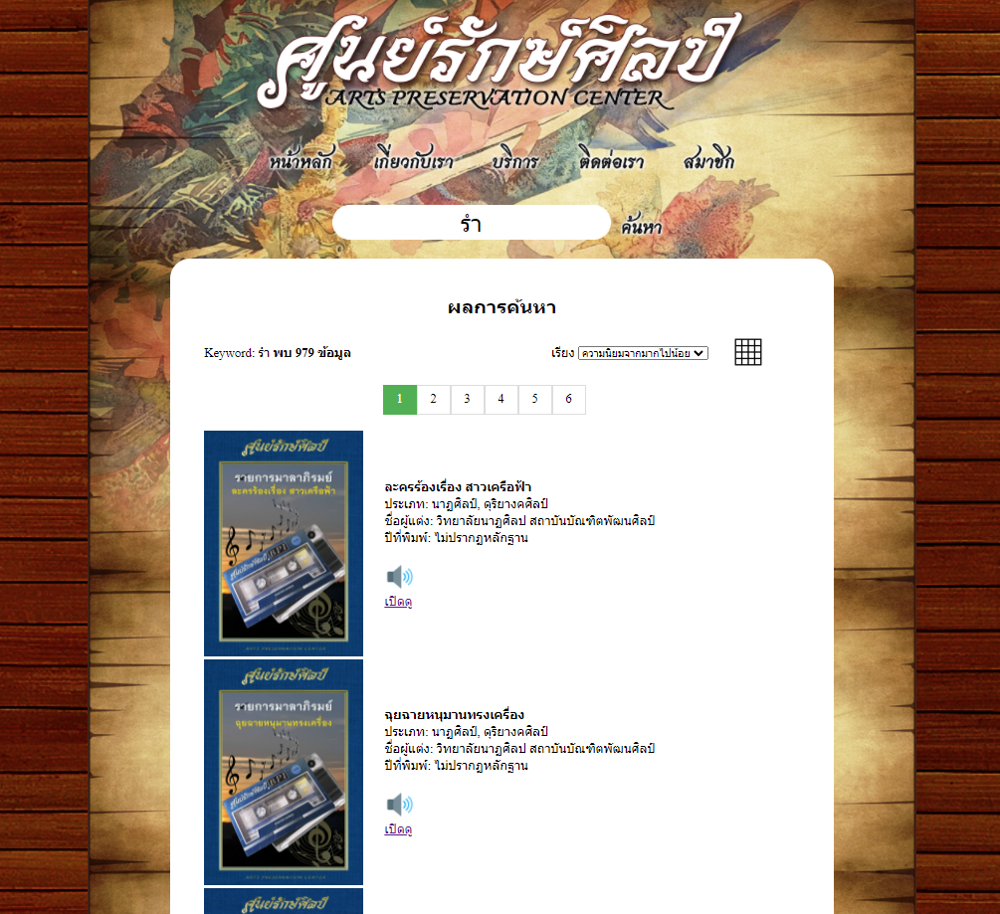 ศูนย์รักษ์ศิลป์
ARTS PRESERVATION CENTER
หน้าหลัก เกี่ยวกับเรา บริการ ติดต่อเรา สมาชิก
รำ ค้นหา
ผลการค้นหา
Keyword: รำ พบ 979 ข้อมูล เรียง ความนิยมจากมากไปน้อย
1 2 3 4 5 6
ศูนย์รักษ์ศิลป์
รายการมาลาภิรมย์
ละครร้องเรื่อง สาวเครือฟ้า
ศูนย์รักษ์ศิลป์
ARTS PRESERVATION CENTER
ละครร้องเรื่อง สาวเครือฟ้า
ประเภท: นาฏศิลป์, ดุริยางคศิลป์
ชื่อผู้แต่ง: วิทยาลัยนาฏศิลป สถาบันบัณฑิตพัฒนศิลป์
ปีที่พิมพ์: ไม่ปรากฏหลักฐาน
เปิดดู
ศูนย์รักษ์ศิลป์
รายการมาลาภิรมย์
ฉุยฉายหนุมานทรงเครื่อง
ศูนย์รักษ์ศิลป์
ARTS PRESERVATION CENTER
ฉุยฉายหนุมานทรงเครื่อง
ประเภท: นาฏศิลป์, ดุริยางคศิลป์
ชื่อผู้แต่ง: วิทยาลัยนาฏศิลป สถาบันบัณฑิตพัฒนศิลป์
ปีที่พิมพ์: ไม่ปรากฏหลักฐาน
เปิดดู
ศูนย์รักษ์ศิลป์